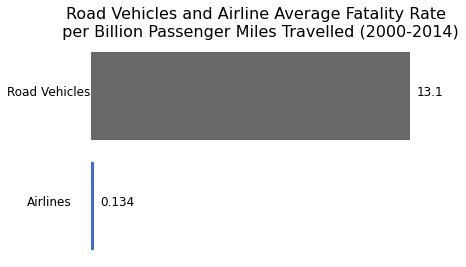 Road Vehicles and Airline Average Fatality Rate
per Billion Passenger Miles Travelled (2000-2014)
Road Vehicles 13.1
Airlines 0.134